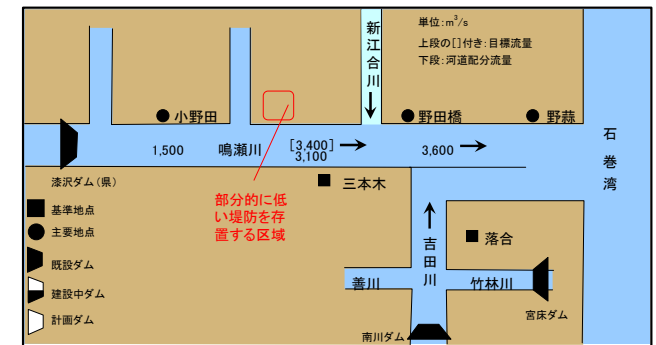 単位:m³/s
上段の[]付き:目標流量
下段:河道配分流量
新江合川
小野田
野田橋
野蒜
石巻湾
1,500
鳴瀬川
[3,400]
3,100
3,600
漆沢ダム(県)
三本木
部分的に低
い堤防を存
置する区域
基準地点
主要地点
既設ダム
建設中ダム
計画ダム
吉田川
落合
善川
竹林川
宮床ダム
南川ダム